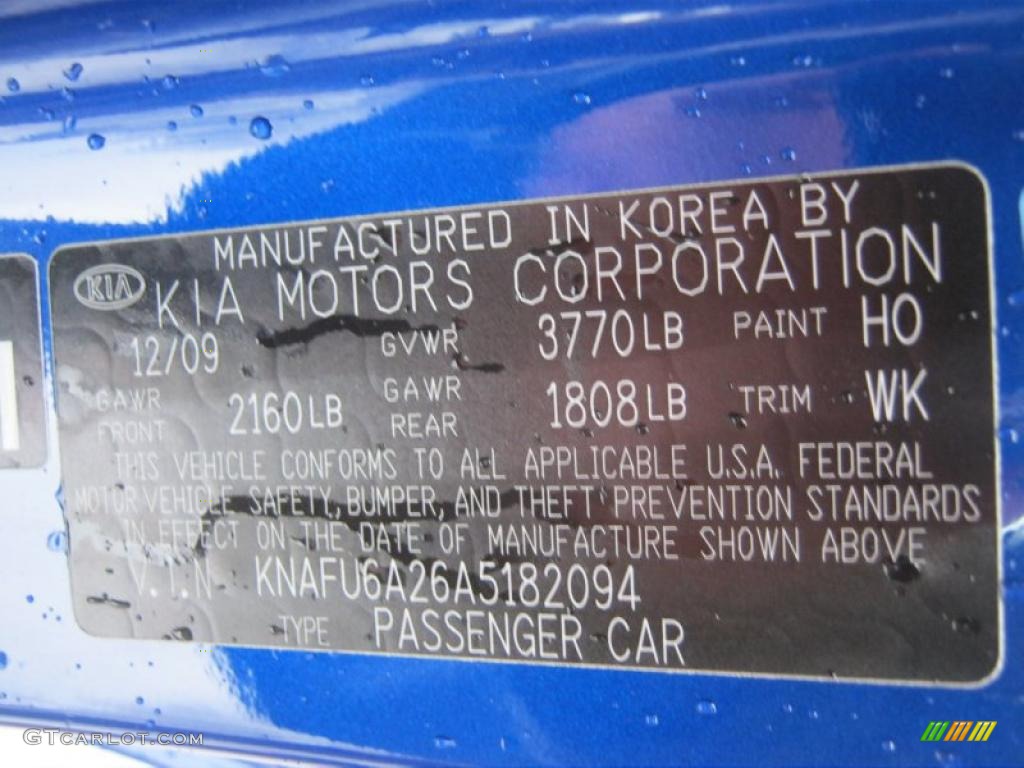 MANUFACTURED IN KOREA BY
KIA KIA MOTORS CORPORATION
12/09 GVWR 3770LB PAINT HO
GAWR FRONT 2160LB GAWR REAR 1808LB TRIM WK
THIS VEHICLE CONFORMS TO ALL APPLICABLE U.S.A. FEDERAL
MOTOR VEHICLE SAFETY, BUMPER, AND THEFT PREVENTION STANDARDS
IN EFFECT ON THE DATE OF MANUFACTURE SHOWN ABOVE
V.I.N KNAFU6A26A5182094
TYPE PASSENGER CAR
GTCARLOT.COM